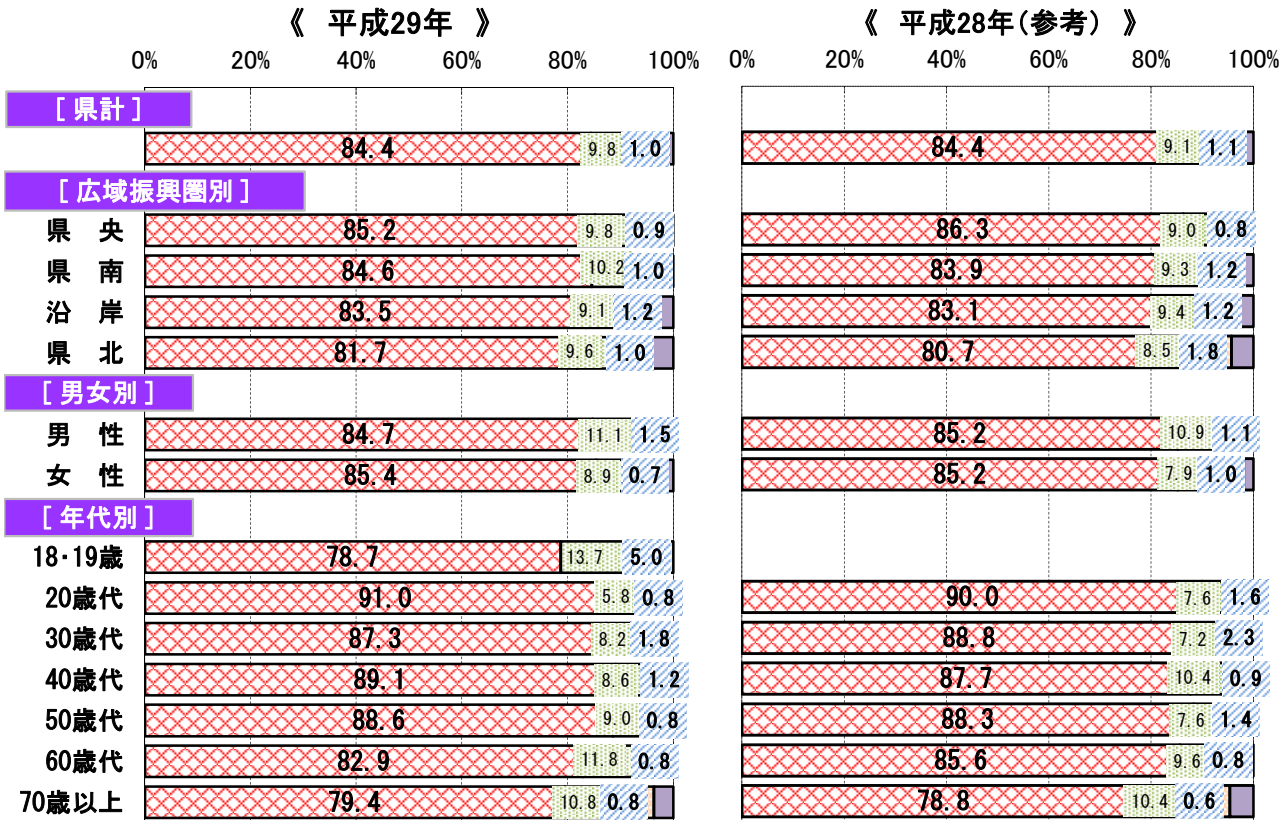 《 平成29年 》 《 平成28年(参考) 》
0% 20% 40% 60% 80% 100% 0% 20% 40% 60% 80% 100%
[ 県計 ]
84.4 9.8 1.0 84.4 9.1 1.1
[ 広域振興圏別 ]
県 央 85.2 9.8 0.9 86.3 9.0 0.8
県 南 84.6 10.2 1.0 83.9 9.3 1.2
沿 岸 83.5 9.1 1.2 83.1 9.4 1.2
県 北 81.7 9.6 1.0 80.7 8.5 1.8
[ 男女別 ]
男 性 84.7 11.1 1.5 85.2 10.9 1.1
女 性 85.4 8.9 0.7 85.2 7.9 1.0
[ 年代別 ]
18・19歳 78.7 13.7 5.0
20歳代 91.0 5.8 0.8 90.0 7.6 1.6
30歳代 87.3 8.2 1.8 88.8 7.2 2.3
40歳代 89.1 8.6 1.2 87.7 10.4 0.9
50歳代 88.6 9.0 0.8 88.3 7.6 1.4
60歳代 82.9 11.8 0.8 85.6 9.6 0.8
70歳以上 79.4 10.8 0.8 78.8 10.4 0.6